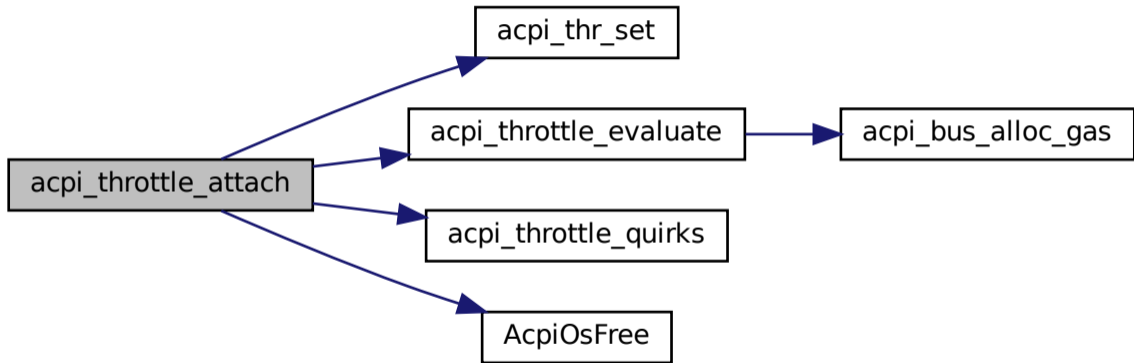 acpi_thr_set
acpi_throttle_evaluate
acpi_bus_alloc_gas
acpi_throttle_attach
acpi_throttle_quirks
AcpiOsFree